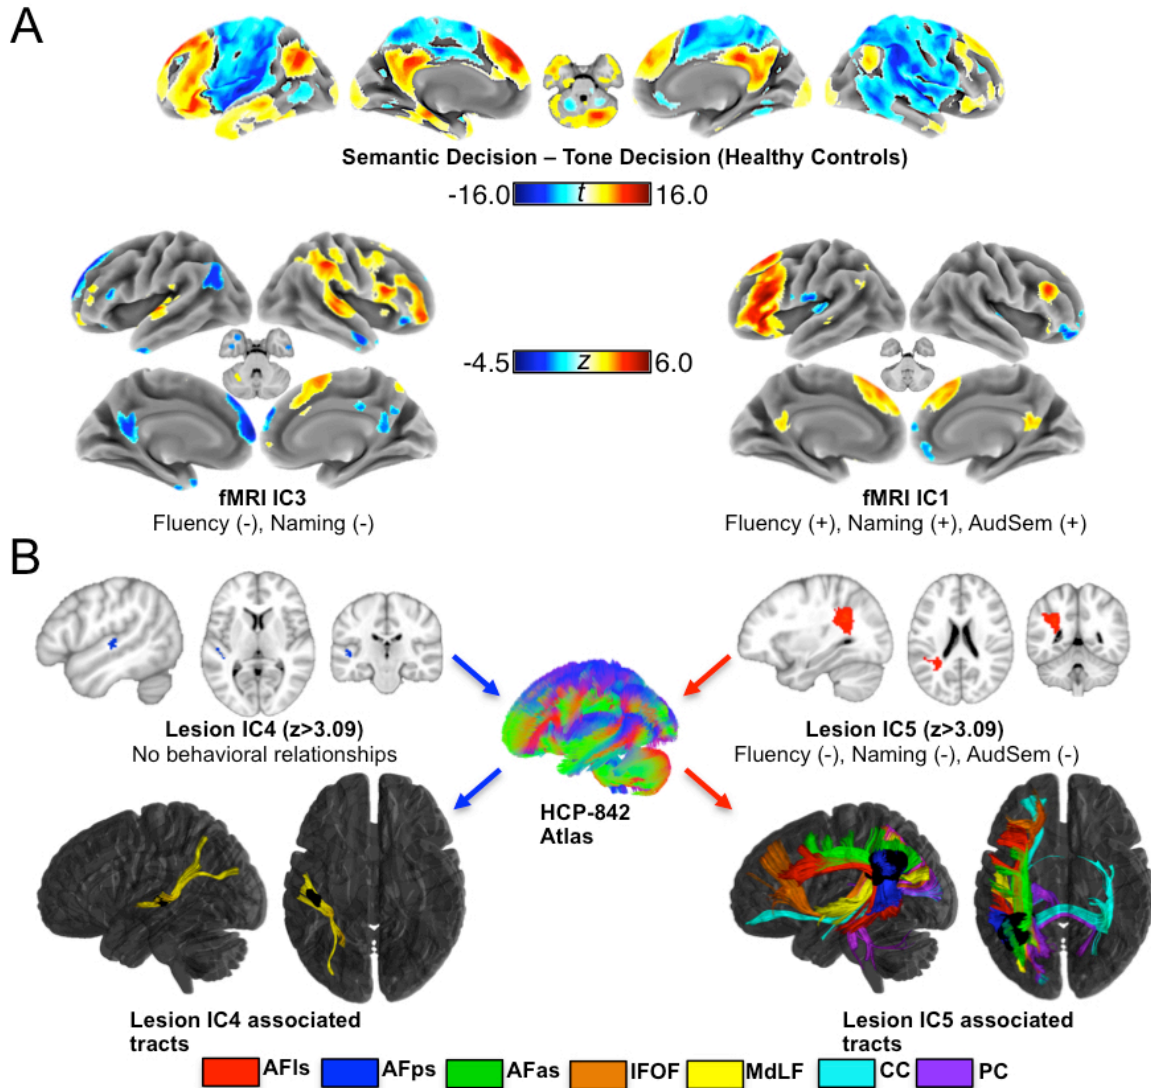 A
Semantic Decision – Tone Decision (Healthy Controls)
-16.0 t 16.0
-4.5 z 6.0
fMRI IC3
Fluency (-), Naming (-)
fMRI IC1
Fluency (+), Naming (+), AudSem (+)
B
Lesion IC4 (z>3.09)
No behavioral relationships
Lesion IC5 (z>3.09)
Fluency (-), Naming (-), AudSem (-)
HCP-842
Atlas
Lesion IC4 associated
tracts
Lesion IC5 associated
tracts
AFls AFps AFas IFOF MdLF CC PC